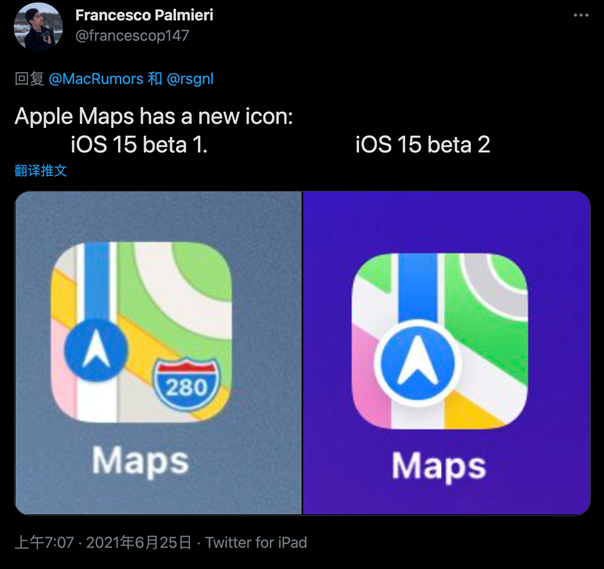 Francesco Palmieri
@francescop147
回复 @MacRumors 和 @rsgnl
Apple Maps has a new icon:
iOS 15 beta 1. iOS 15 beta 2
翻译推文
280
Maps
Maps
上午7:07 · 2021年6月25日 · Twitter for iPad